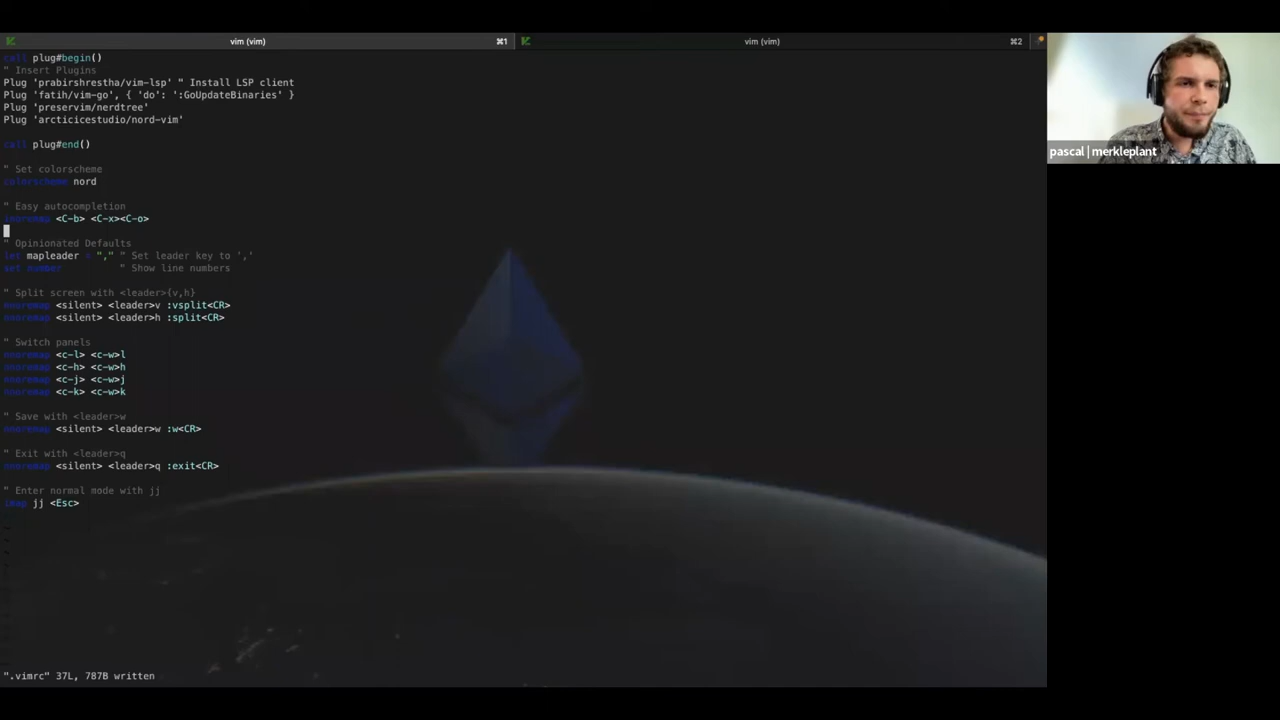 vim (vim) ⌘1 vim (vim) ⌘2
call plug#begin()
" Insert Plugins
Plug 'prabirshrestha/vim-lsp' " Install LSP client
Plug 'fatih/vim-go', { 'do': ':GoUpdateBinaries' }
Plug 'preservim/nerdtree'
Plug 'arcticicestudio/nord-vim'
call plug#end()
" Set colorscheme
colorscheme nord
" Easy autocompletion
inoremap <C-b> <C-x><C-o>
" Opinionated Defaults
let mapleader = "," " Set leader key to ','
set number " Show line numbers
" Split screen with <leader>{v,h}
nnoremap <silent> <leader>v :vsplit<CR>
nnoremap <silent> <leader>h :split<CR>
" Switch panels
nnoremap <c-l> <c-w>l
nnoremap <c-h> <c-w>h
nnoremap <c-j> <c-w>j
nnoremap <c-k> <c-w>k
" Save with <leader>w
nnoremap <silent> <leader>w :w<CR>
" Exit with <leader>q
nnoremap <silent> <leader>q :exit<CR>
" Enter normal mode with jj
imap jj <Esc>
".vimrc" 37L, 787B written
pascal | merkleplant